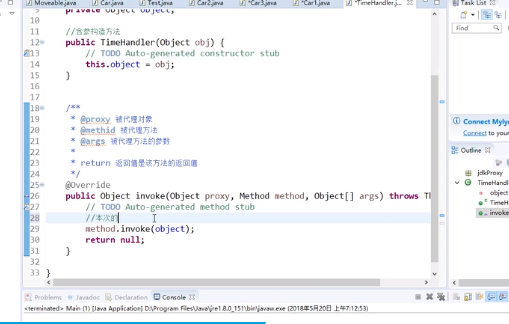 Moveable.java Car.java Test.java Car2.java *Car3.java *Car1.java *TimeHandler.j... Task List
9 private Object object;
10
11 //含参构造方法
12 public TimeHandler(Object obj) {
13 // TODO Auto-generated constructor stub
14 this.object = obj;
15 }
16
17
18 /**
19 * @proxy 被代理对象
20 * @methid 被代理方法
21 * @args 被代理方法的参数
22 *
23 * return 返回值是该方法的返回值
24 */
25 @Override
26 public Object invoke(Object proxy, Method method, Object[] args) throws Th
27 // TODO Auto-generated method stub
28 //本次的
29 method.invoke(object);
30 return null;
31 }
32
33 }
Find
Connect Mylyn
Connect to your
Outline
jdkProxy
TimeHandl
object
TimeH
invoke
Problems Javadoc Declaration Console
<terminated> Main (1) [Java Application] D:\Program Files\Java\jre1.8.0_151\bin\javaw.exe (2018年5月20日 上午7:12:53)